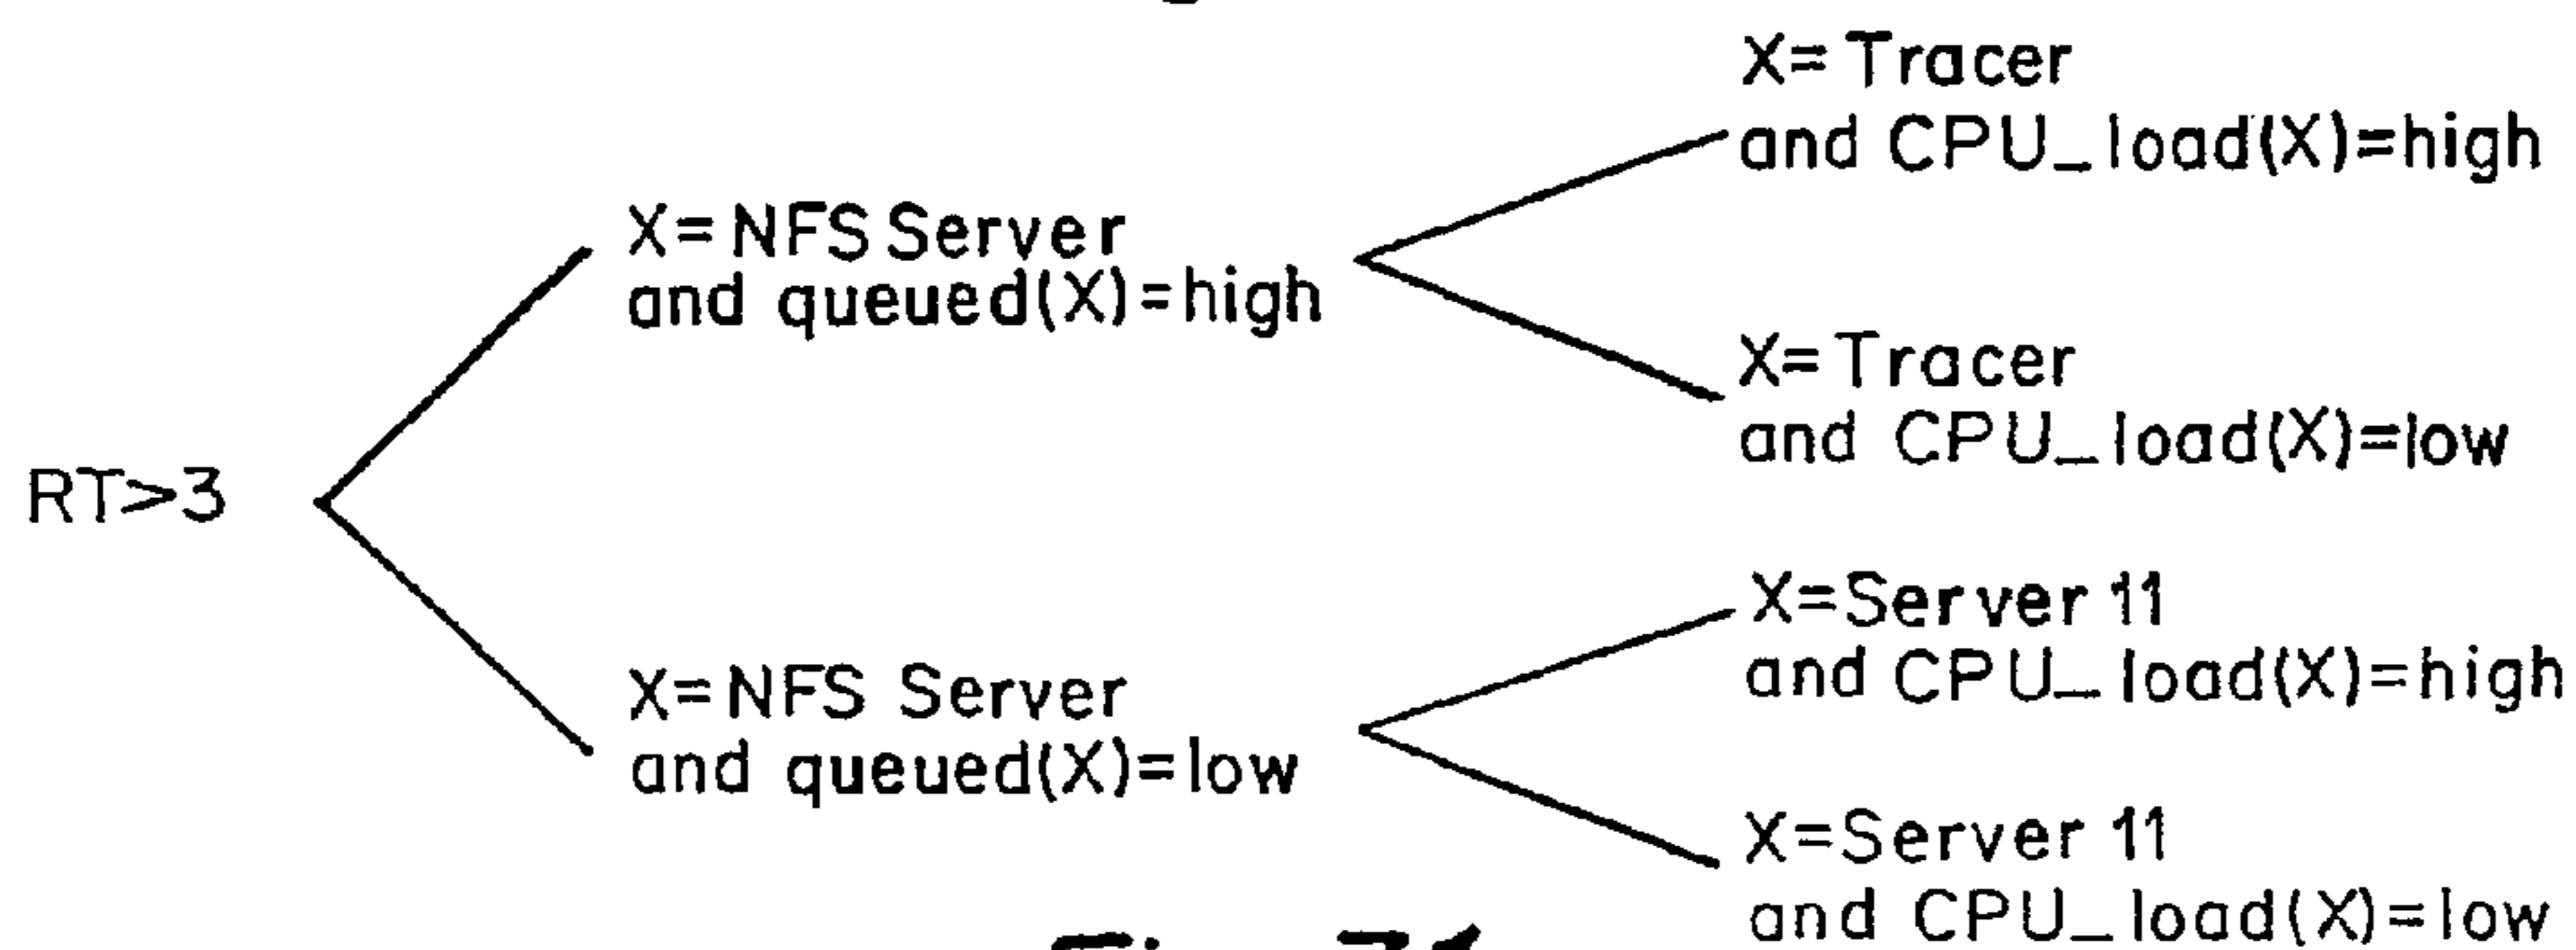 RT>3
X=NFS Server
and queued(X)=high
X=NFS Server
and queued(X)=low
X=Tracer
and CPU_load(X)=high
X=Tracer
and CPU_load(X)=low
X=Server 11
and CPU_load(X)=high
X=Server 11
and CPU_load(X)=low